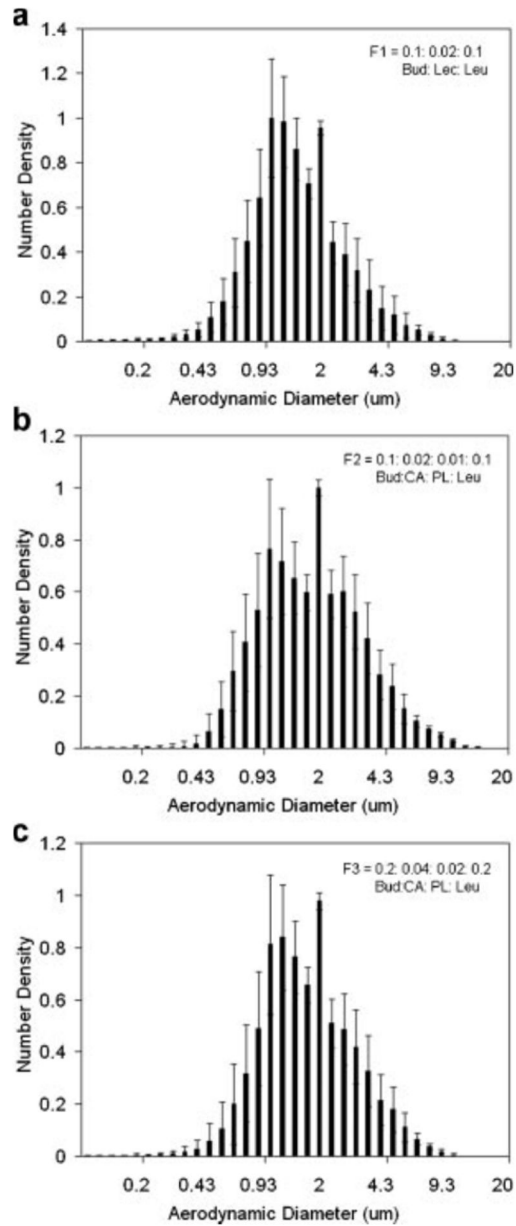 a
1.4
F1 = 0.1: 0.02: 0.1
Bud: Lec: Leu
1.2
1
0.8
0.6
0.4
0.2
0
Number Density
0.2 0.43 0.93 2 4.3 9.3 20
Aerodynamic Diameter (um)
b
1.2
F2 = 0.1: 0.02: 0.01: 0.1
Bud:CA: PL: Leu
1
0.8
0.6
0.4
0.2
0
Number Density
0.2 0.43 0.93 2 4.3 9.3 20
Aerodynamic Diameter (um)
c
1.2
F3 = 0.2: 0.04: 0.02: 0.2
Bud:CA: PL: Leu
1
0.8
0.6
0.4
0.2
0
Number Density
0.2 0.43 0.93 2 4.3 9.3 20
Aerodynamic Diameter (um)